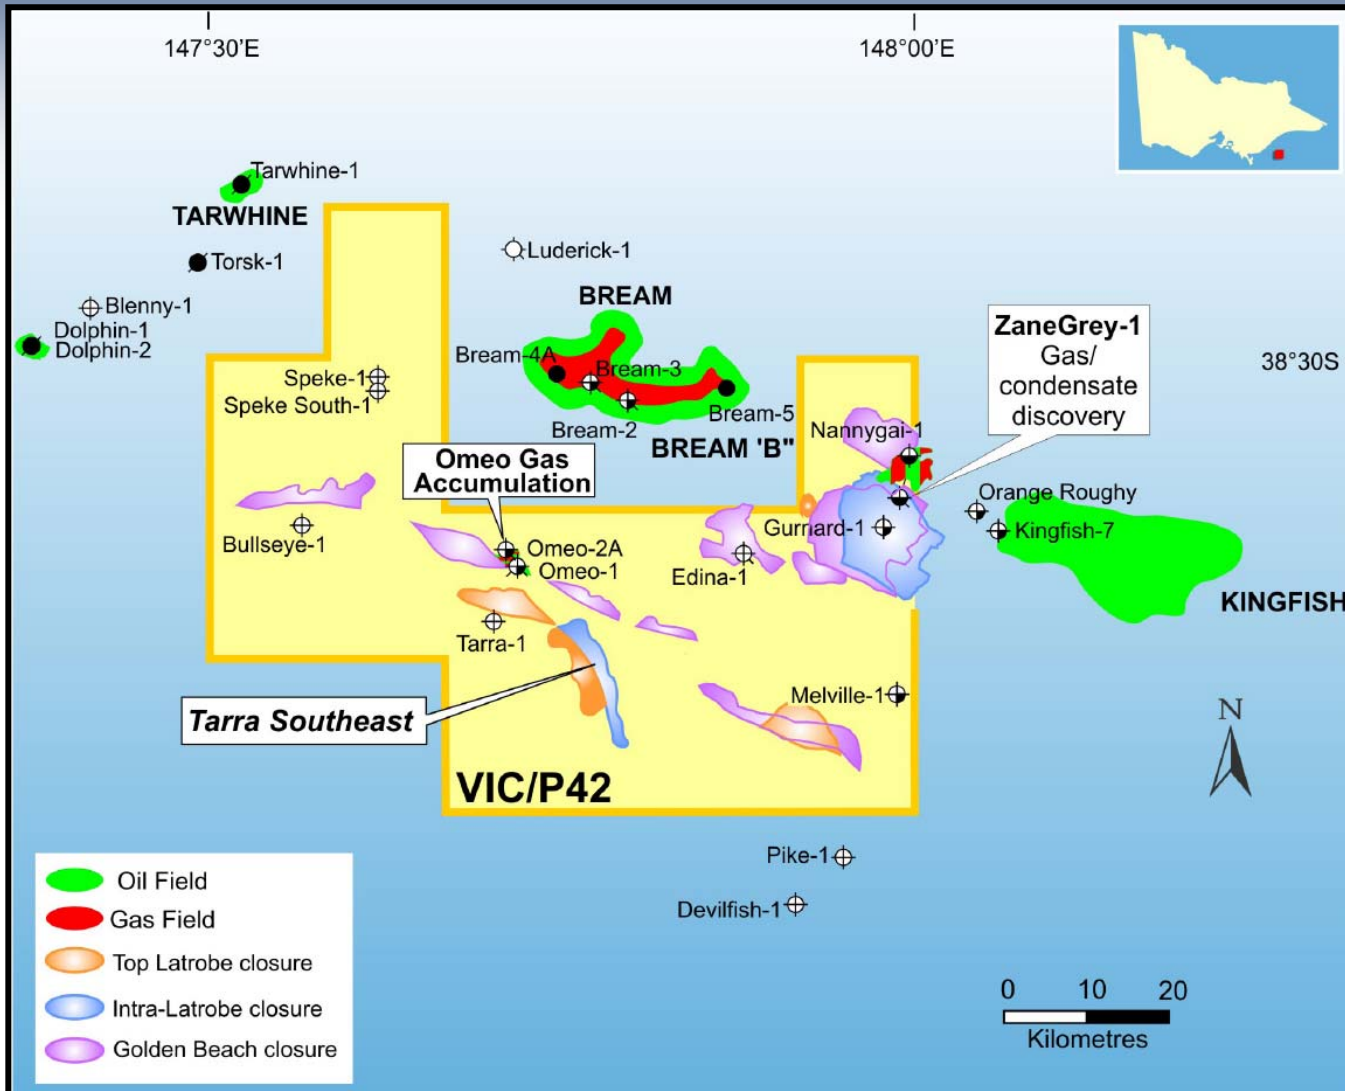 147°30'E
148°00'E
Tarwhine-1
TARWHINE
Torsk-1
Luderick-1
Blenny-1
Dolphin-1
Dolphin-2
BREAM
ZaneGrey-1
Gas/
condensate
discovery
38°30S
Bream-4A
Bream-3
Speke-1
Speke South-1
Bream-5
Bream-2
BREAM 'B"
Nannygai-1
Omeo Gas
Accumulation
Orange Roughy
Gurnard-1
Kingfish-7
Bullseye-1
Omeo-2A
Omeo-1
Edina-1
KINGFISH
Tarra-1
Melville-1
Tarra Southeast
N
VIC/P42
Pike-1
Devilfish-1
Oil Field
Gas Field
Top Latrobe closure
Intra-Latrobe closure
Golden Beach closure
0 10 20
Kilometres